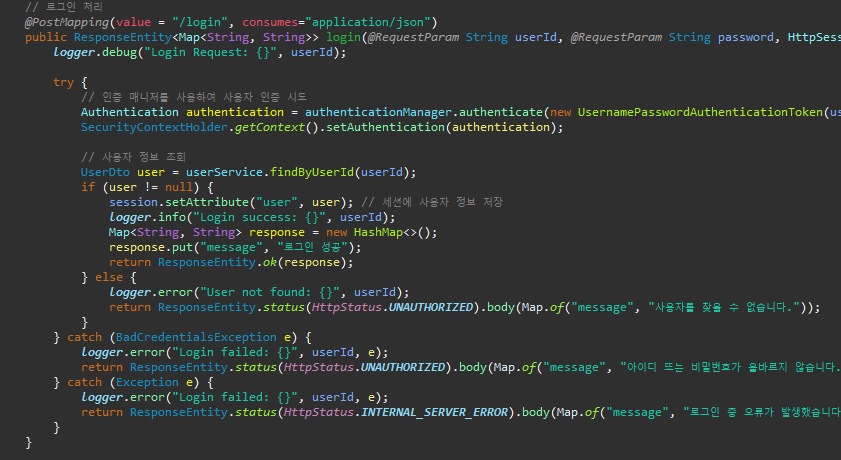 // 로그인 처리
@PostMapping(value = "/login", consumes="application/json")
public ResponseEntity<Map<String, String>> login(@RequestParam String userId, @RequestParam String password, HttpSess
logger.debug("Login Request: {}", userId);
try {
// 인증 매니저를 사용하여 사용자 인증 시도
Authentication authentication = authenticationManager.authenticate(new UsernamePasswordAuthenticationToken(us
SecurityContextHolder.getContext().setAuthentication(authentication);
// 사용자 정보 조회
UserDto user = userService.findByUserId(userId);
if (user != null) {
session.setAttribute("user", user); // 세션에 사용자 정보 저장
logger.info("Login success: {}", userId);
Map<String, String> response = new HashMap<>();
response.put("message", "로그인 성공");
return ResponseEntity.ok(response);
} else {
logger.error("User not found: {}", userId);
return ResponseEntity.status(HttpStatus.UNAUTHORIZED).body(Map.of("message", "사용자를 찾을 수 없습니다."));
}
} catch (BadCredentialsException e) {
logger.error("Login failed: {}", userId, e);
return ResponseEntity.status(HttpStatus.UNAUTHORIZED).body(Map.of("message", "아이디 또는 비밀번호가 올바르지 않습니다.
} catch (Exception e) {
logger.error("Login failed: {}", userId, e);
return ResponseEntity.status(HttpStatus.INTERNAL_SERVER_ERROR).body(Map.of("message", "로그인 중 오류가 발생했습니다
}
}